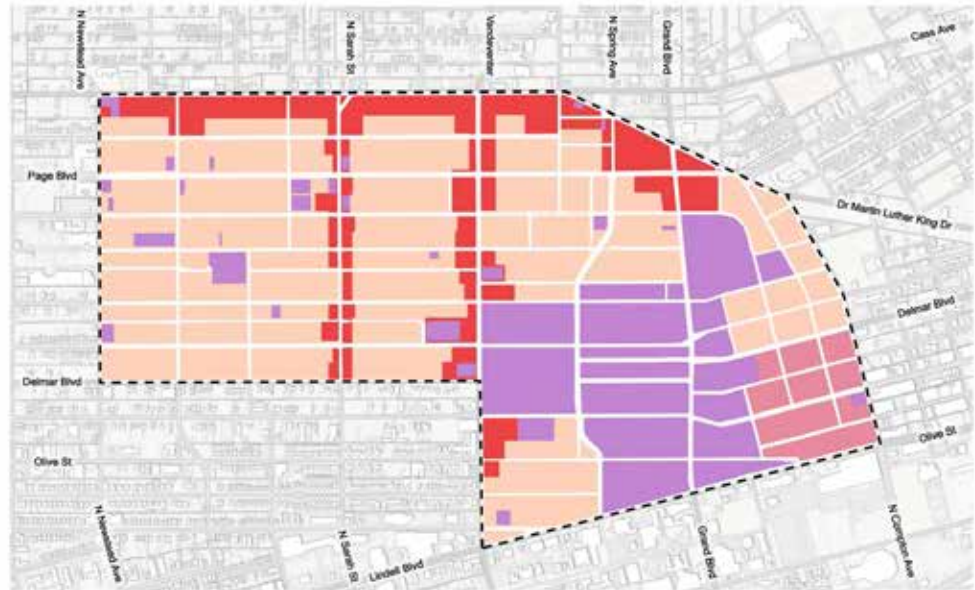 N Newstead Ave
N Sarah St
Vandeventer
N Spring Ave
Grand Blvd
Cass Ave
Page Blvd
Dr Martin Luther King Dr
Delmar Blvd
Delmar Blvd
Olive St
Olive St
N Newstead Ave
N Sarah St
Lindell Blvd
Grand Blvd
N Compton Ave